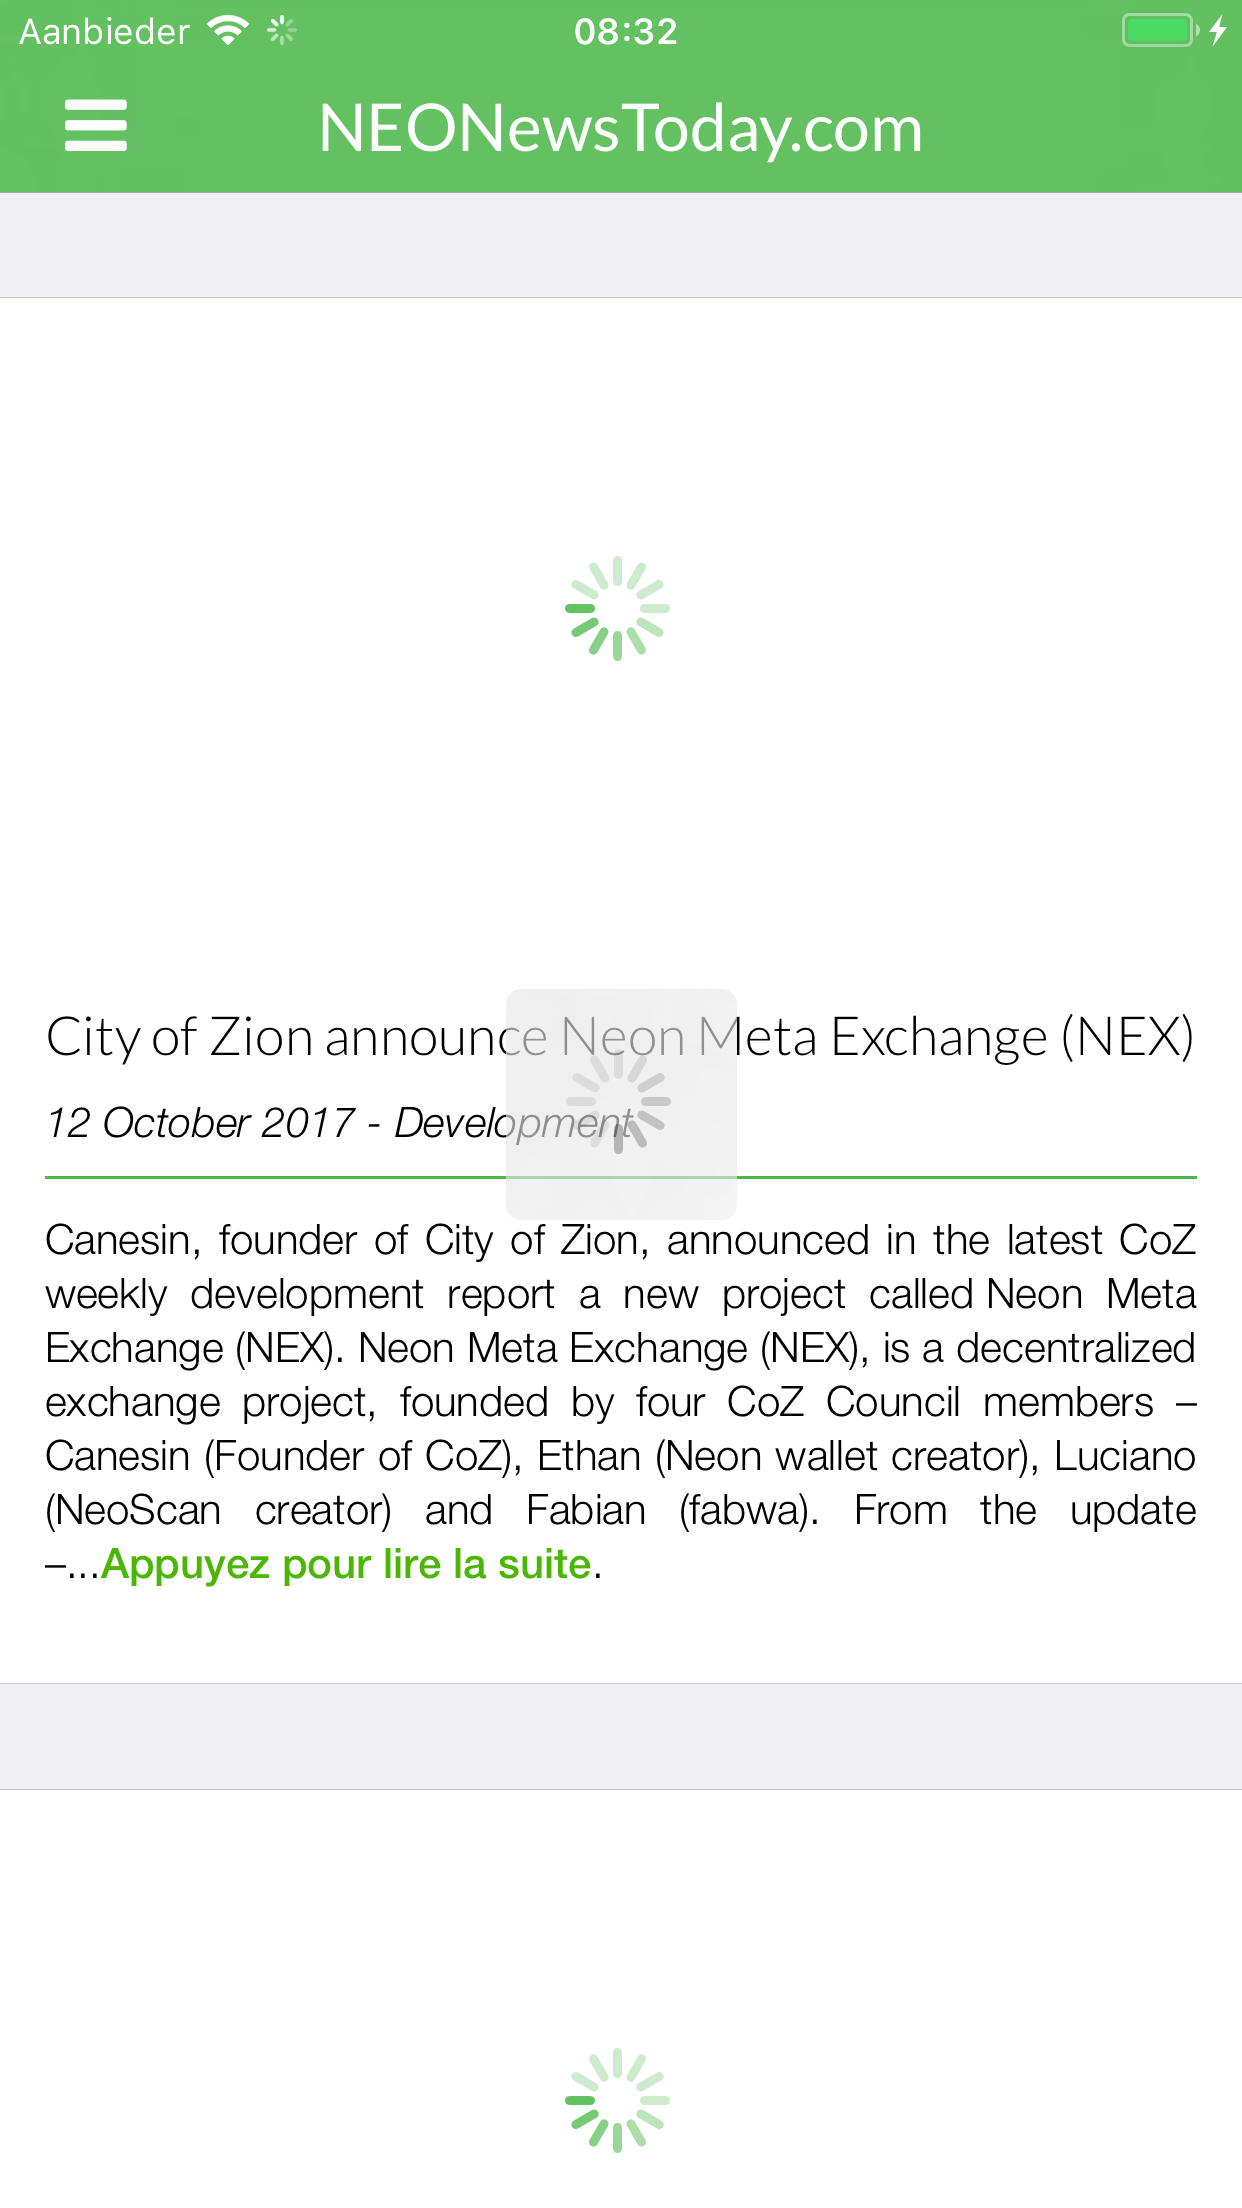 Aanbieder 08:32
NEONewsToday.com
City of Zion announce Neon Meta Exchange (NEX)
12 October 2017 - Development
Canesin, founder of City of Zion, announced in the latest CoZ
weekly development report a new project called Neon Meta
Exchange (NEX). Neon Meta Exchange (NEX), is a decentralized
exchange project, founded by four CoZ Council members –
Canesin (Founder of CoZ), Ethan (Neon wallet creator), Luciano
(NeoScan creator) and Fabian (fabwa). From the update
–...Appuyez pour lire la suite.